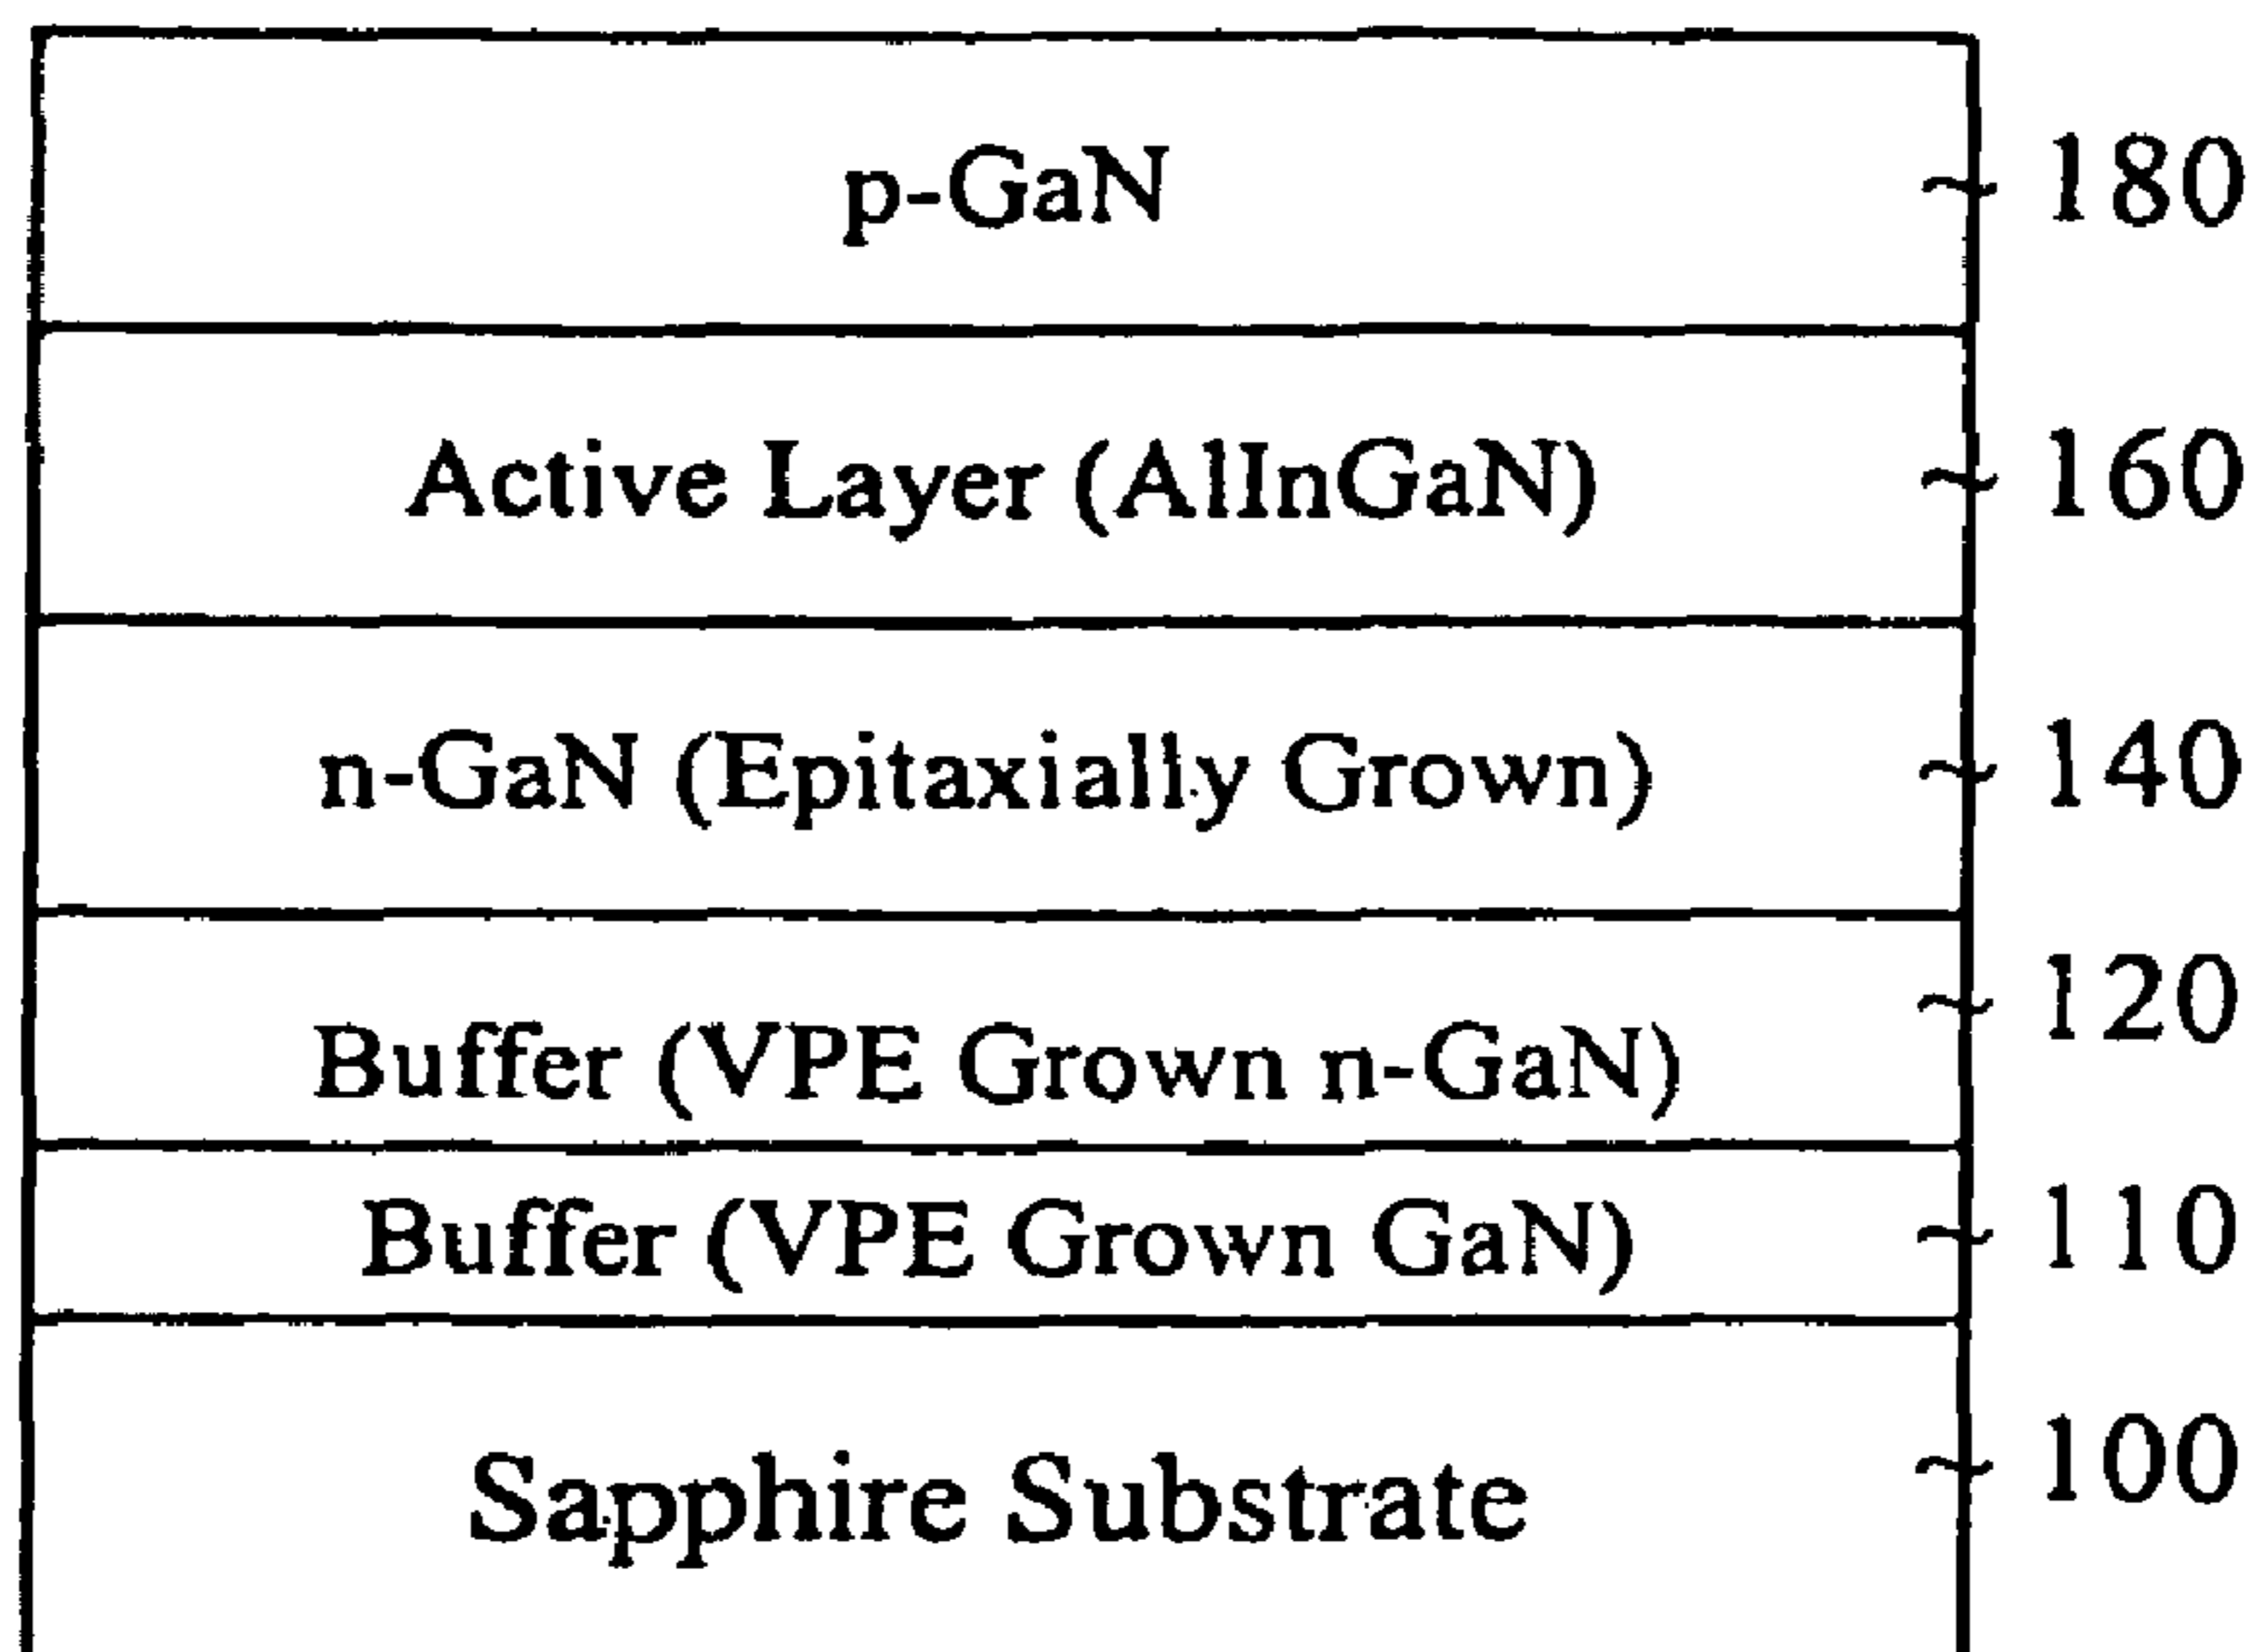 p-GaN 180
Active Layer (AlInGaN) 160
n-GaN (Epitaxially Grown) 140
Buffer (VPE Grown n-GaN) 120
Buffer (VPE Grown GaN) 110
Sapphire Substrate 100